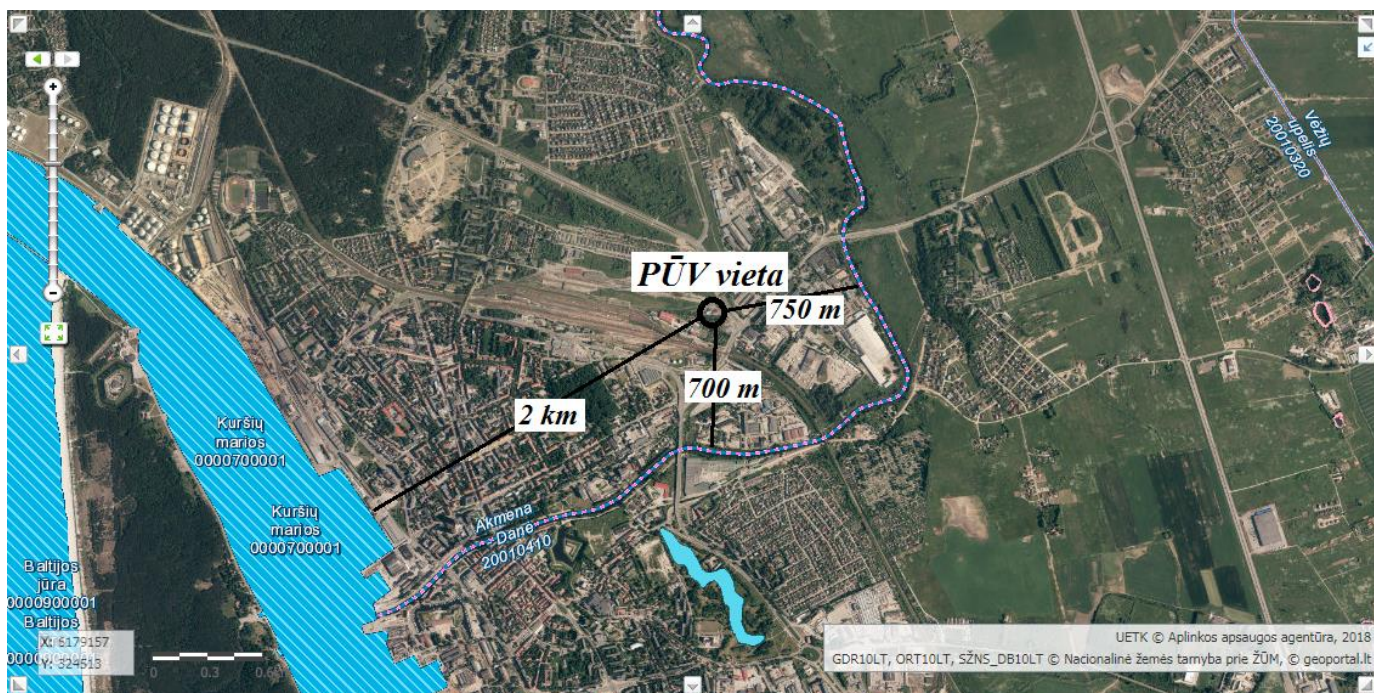 Vėžių
upelis
20010320
PŪV vieta
750 m
700 m
2 km
Kuršių
marios
0000700001
Kuršių
marios
0000700001
Akmena
Danė
20010410
Baltijos
jūra
0000900001
Baltijos
X: 6179157
Y: 324513
0 0.3
UETK © Aplinkos apsaugos agentūra, 2018
GDR10LT, ORT10LT, SŽNS_DB10LT © Nacionalinė žemės tarnyba prie ŽŪM, © geoportal.lt